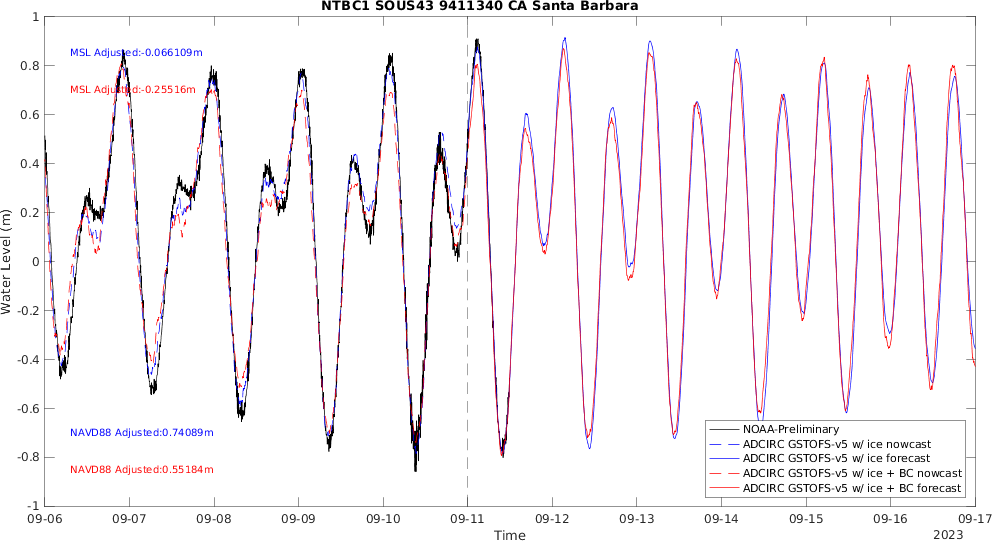 NTBC1 SOUS43 9411340 CA Santa Barbara
MSL Adjusted:-0.066109m
MSL Adjusted:-0.25516m
NAVD88 Adjusted:0.74089m
NAVD88 Adjusted:0.55184m
Water Level (m)
1
0.8
0.6
0.4
0.2
0
-0.2
-0.4
-0.6
-0.8
-1
NOAA-Preliminary
ADCIRC GSTOFS-v5 w/ ice nowcast
ADCIRC GSTOFS-v5 w/ ice forecast
ADCIRC GSTOFS-v5 w/ ice + BC nowcast
ADCIRC GSTOFS-v5 w/ ice + BC forecast
09-06 09-07 09-08 09-09 09-10 09-11 09-12 09-13 09-14 09-15 09-16 09-17
Time
2023